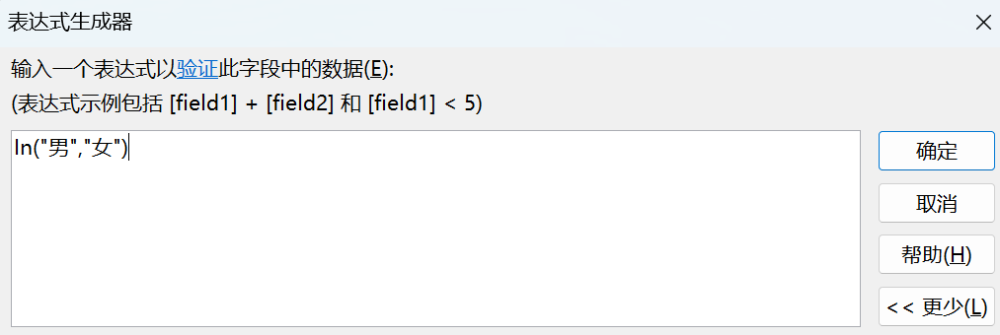 表达式生成器
输入一个表达式以验证此字段中的数据(E):
(表达式示例包括 [field1] + [field2] 和 [field1] < 5)
In("男","女")
确定
取消
帮助(H)
<< 更少(L)